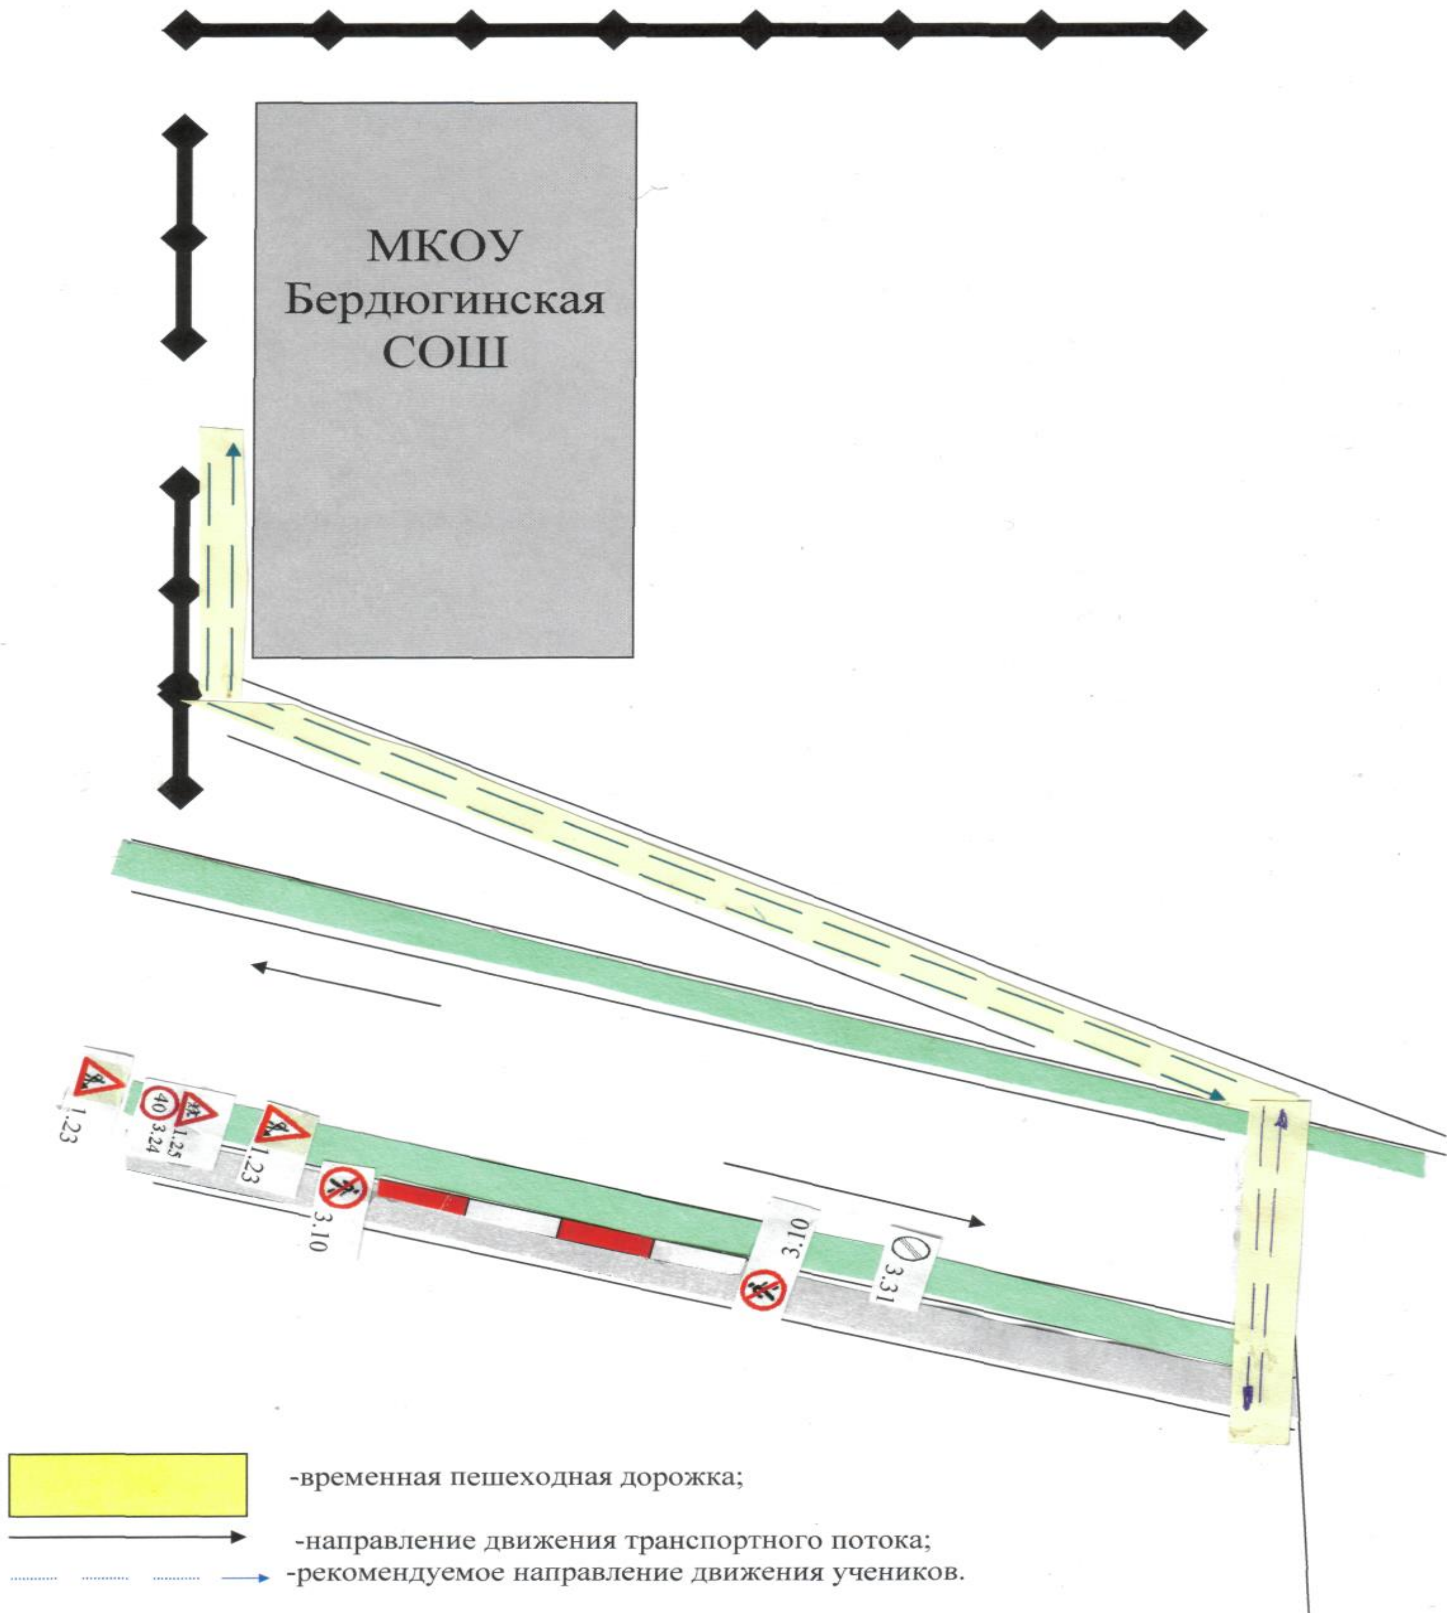 МКОУ
Бердюгинская
СОШ
1.23
40
3.24
1.25
1.23
3.10
3.10
3.31
-временная пешеходная дорожка;
-направление движения транспортного потока;
-рекомендуемое направление движения учеников.